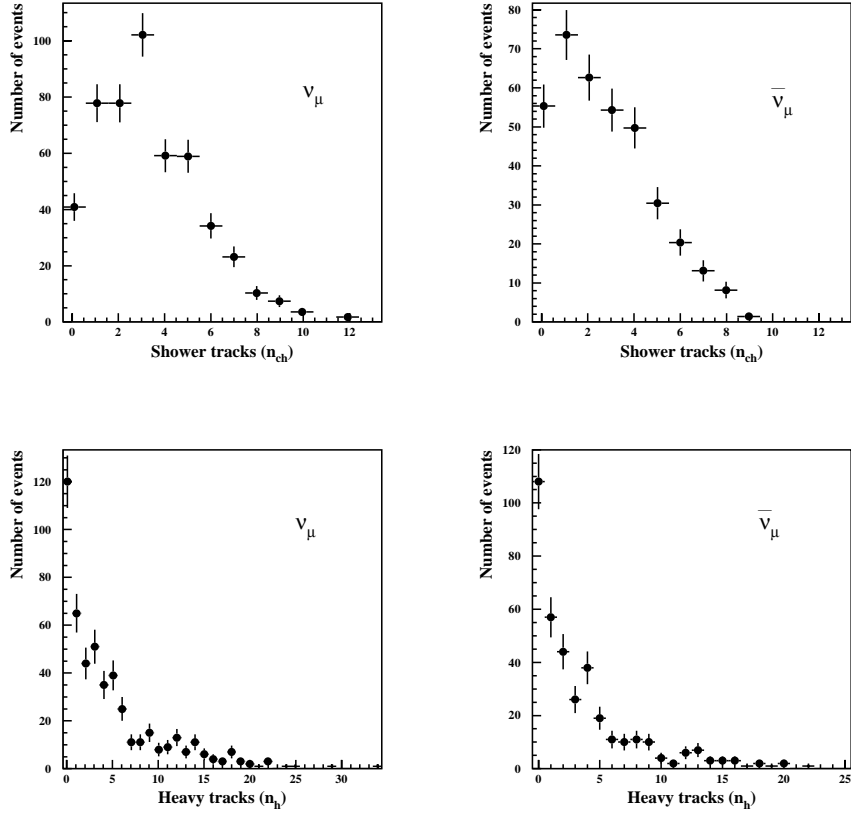 Number of events
100
80
60
40
20
0
0 2 4 6 8 10 12
Shower tracks (n_ch)
ν_μ
Number of events
80
70
60
50
40
30
20
10
0
0 2 4 6 8 10 12
Shower tracks (n_ch)
ν̅_μ
Number of events
120
100
80
60
40
20
0
0 5 10 15 20 25 30
Heavy tracks (n_h)
ν_μ
Number of events
120
100
80
60
40
20
0
0 5 10 15 20 25
Heavy tracks (n_h)
ν̅_μ